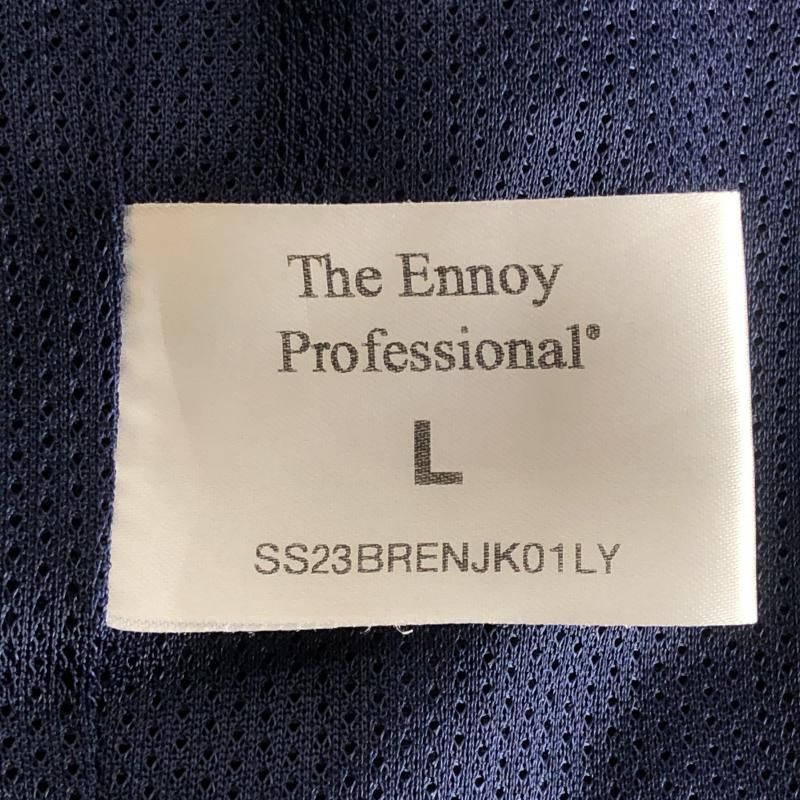 The Ennoy
Professional®
L
SS23BRENJK01LY